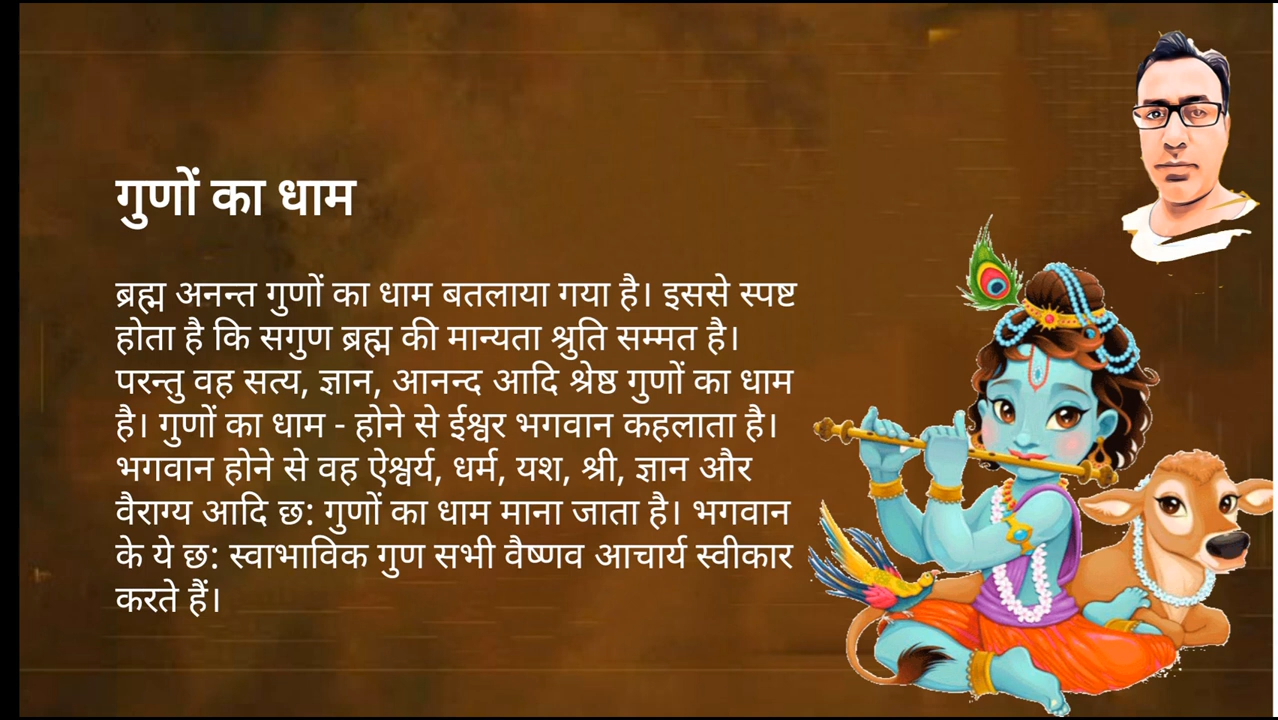 गुणों का धाम
ब्रह्म अनन्त गुणों का धाम बतलाया गया है। इससे स्पष्ट
होता है कि सगुण ब्रह्म की मान्यता श्रुति सम्मत है।
परन्तु वह सत्य, ज्ञान, आनन्द आदि श्रेष्ठ गुणों का धाम
है। गुणों का धाम - होने से ईश्वर भगवान कहलाता है।
भगवान होने से वह ऐश्वर्य, धर्म, यश, श्री, ज्ञान और
वैराग्य आदि छ: गुणों का धाम माना जाता है। भगवान
के ये छ: स्वाभाविक गुण सभी वैष्णव आचार्य स्वीकार
करते हैं।